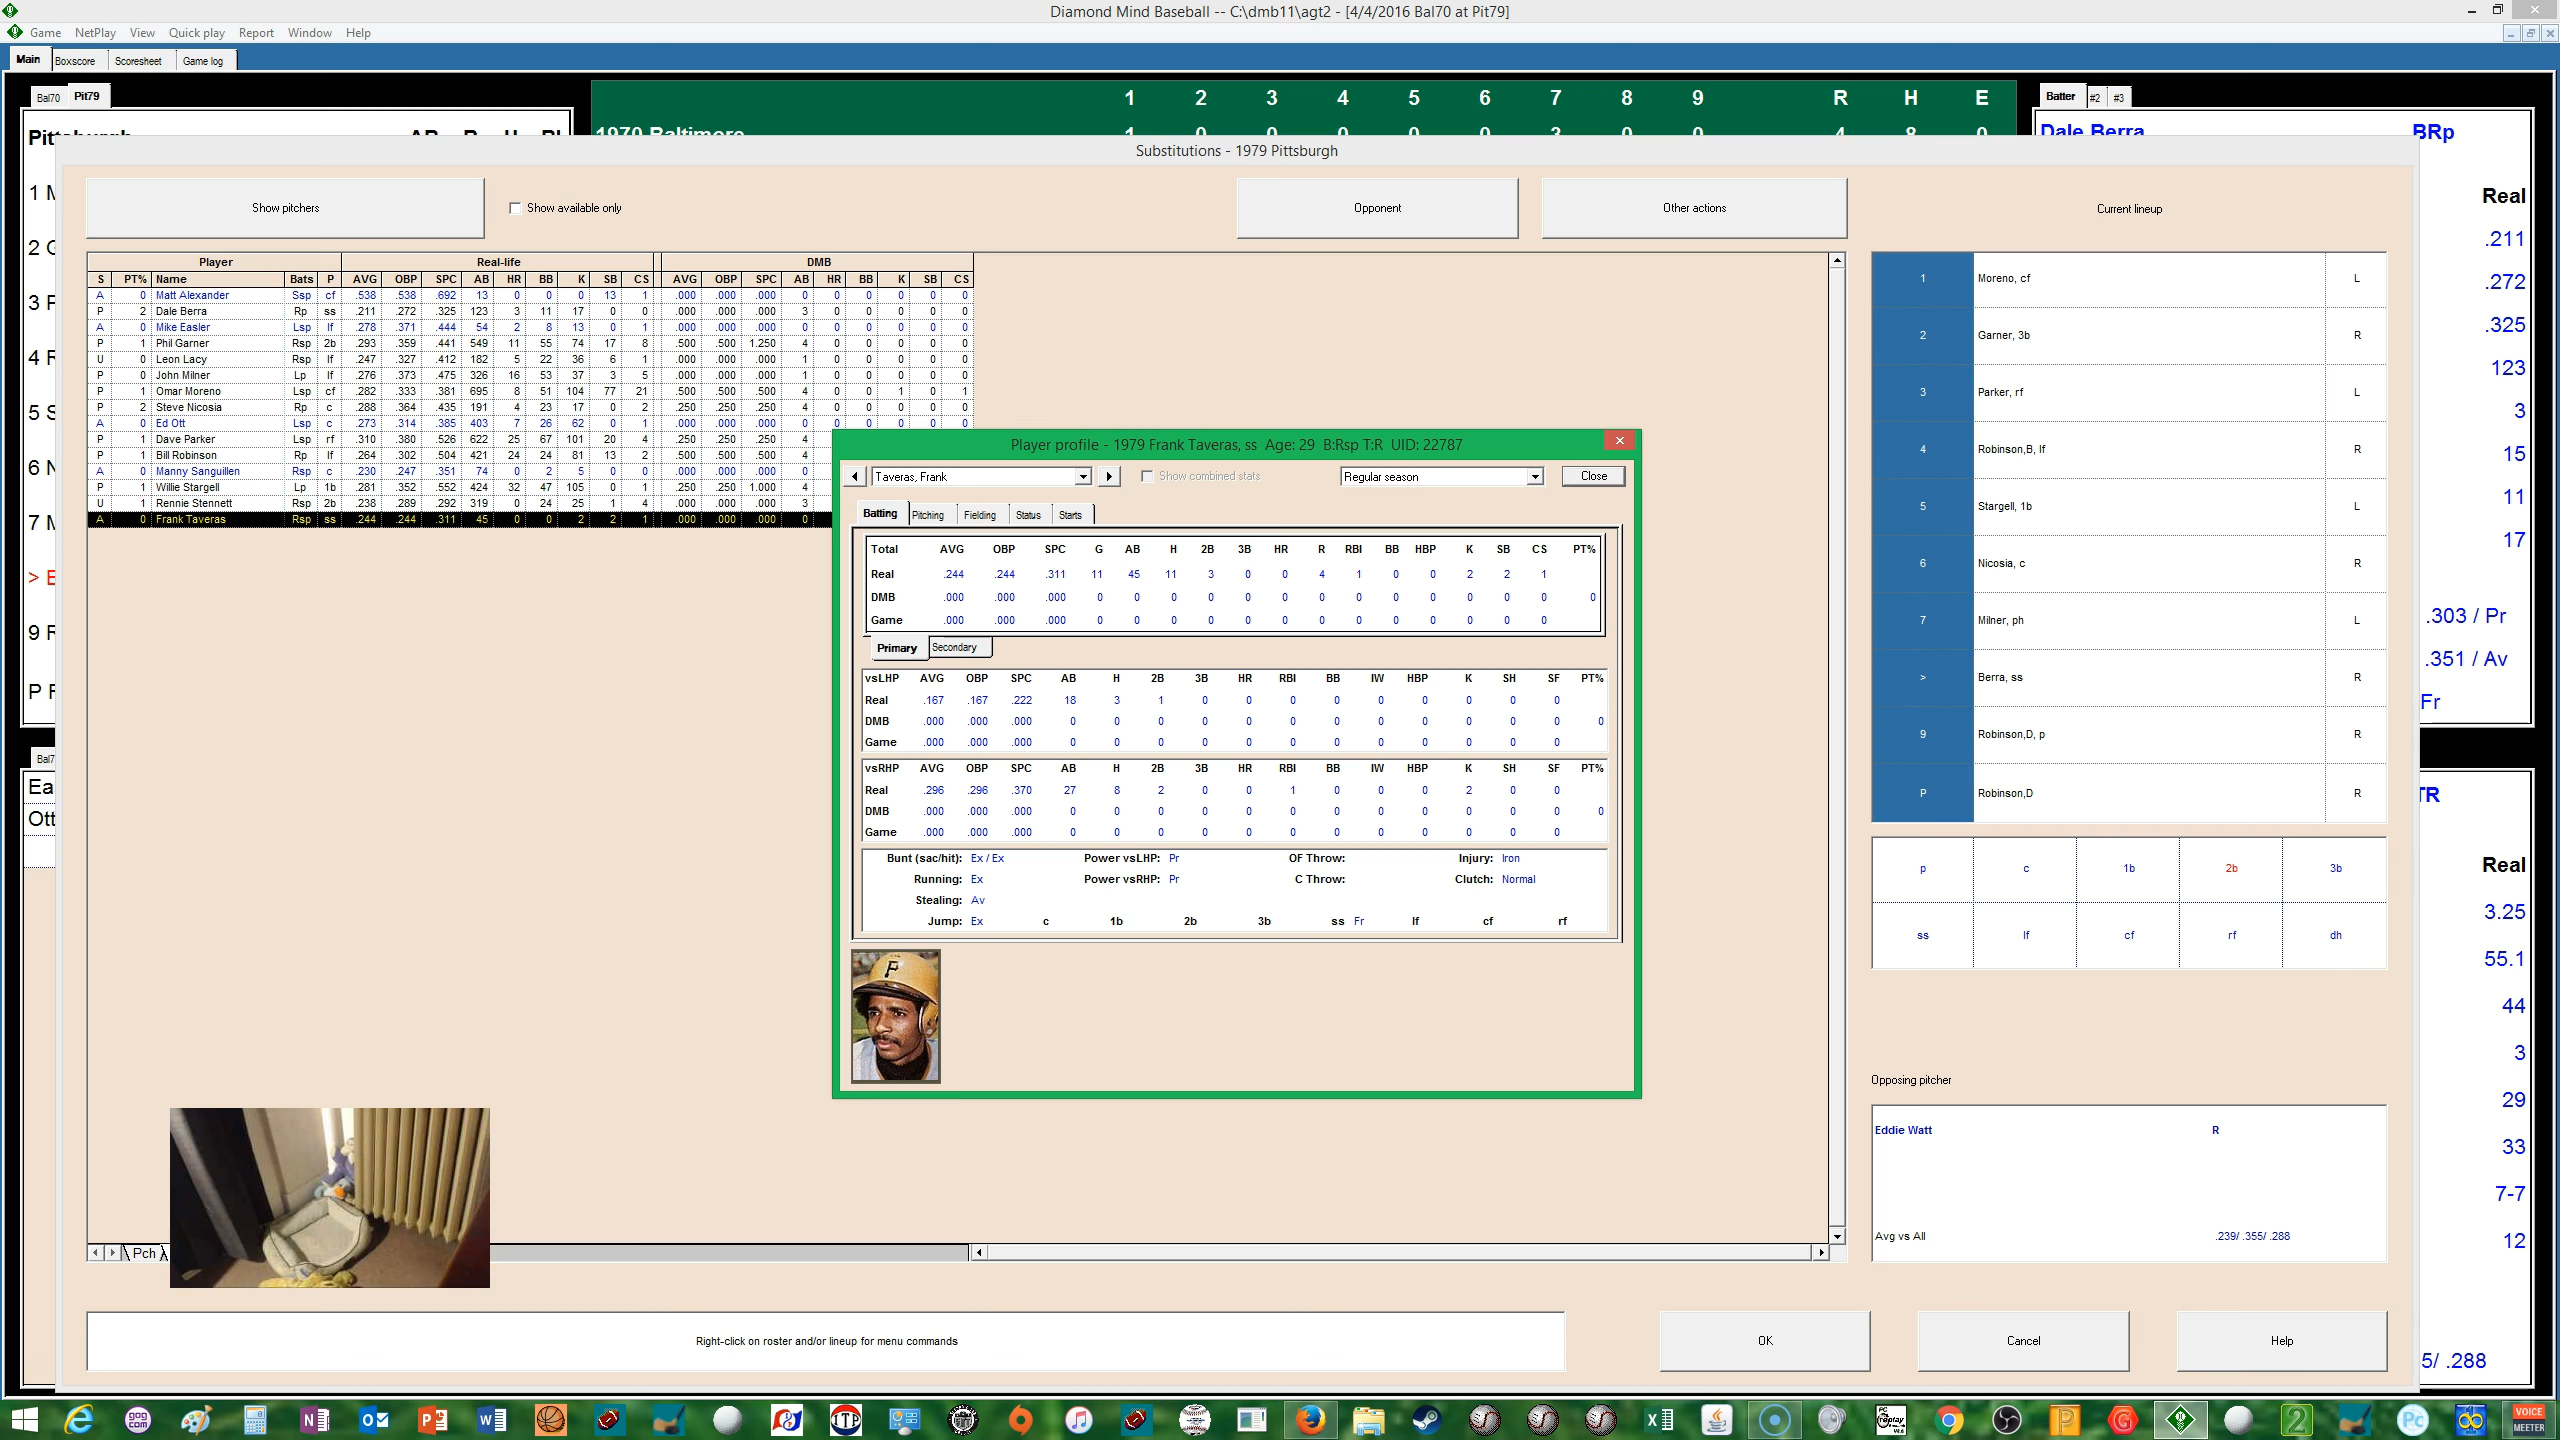 Diamond Mind Baseball -- C:\dmb11\agt2 - [4/4/2016 Bal70 at Pit79]
Game NetPlay View Quick play Report Window Help
Main Boxscore Scoresheet Game log
Bal70 Pit79
1 2 3 4 5 6 7 8 9 R H E
Batter #2 #3
Pittsburgh AB R H
1970 Baltimore 1 0 0 0 0 0 3 0 0 4 8 0
Dale Berra BRp
Substitutions - 1979 Pittsburgh
Show pitchers
Show available only
Opponent
Other actions
Current lineup
Player Real-life DMB
S PT% Name Bats P AVG OBP SPC AB HR BB K SB CS AVG OBP SPC AB HR BB K SB CS
A 0 Matt Alexander Ssp cf .538 .538 .692 13 0 0 0 13 1 .000 .000 .000 0 0 0 0 0 0
P 2 Dale Berra Rp ss .211 .272 .325 123 3 11 17 0 0 .000 .000 .000 3 0 0 0 0 0
A 0 Mike Easler Lsp lf .278 .371 .444 54 2 8 13 0 1 .000 .000 .000 0 0 0 0 0 0
P 1 Phil Garner Rsp 2b .293 .359 .441 549 11 55 74 17 8 .500 .500 1.250 4 0 0 0 0 0
U 0 Leon Lacy Rsp lf .247 .327 .412 182 5 22 36 6 1 .000 .000 .000 1 0 0 0 0 0
P 0 John Milner Lp lf .276 .373 .475 326 16 53 37 3 5 .000 .000 .000 1 0 0 0 0 0
P 1 Omar Moreno Lsp cf .282 .333 .381 695 8 51 104 77 21 .500 .500 .500 4 0 0 1 0 1
P 2 Steve Nicosia Rp c .288 .364 .435 191 4 23 17 0 2 .250 .250 .250 4 0 0 0 0 0
A 0 Ed Ott Lsp c .273 .314 .385 403 7 26 62 0 1 .000 .000 .000 0 0 0 0 0 0
P 1 Dave Parker Lsp rf .310 .380 .526 622 25 67 101 20 4 .250 .250 .250 4
P 1 Bill Robinson Rp lf .264 .302 .504 421 24 24 81 13 2 .500 .500 .500 4
A 0 Manny Sanguillen Rsp c .230 .247 .351 74 0 2 5 0 0 .000 .000 .000 0
P 1 Willie Stargell Lp 1b .281 .352 .552 424 32 47 105 0 1 .250 .250 1.000 4
U 1 Rennie Stennett Rsp 2b .238 .289 .292 319 0 24 25 1 4 .000 .000 .000 3
A 0 Frank Taveras Rsp ss .244 .244 .311 45 0 0 2 2 1 .000 .000 .000 0
Player profile - 1979 Frank Taveras, ss Age: 29 B:Rsp T:R UID: 22787
Taveras, Frank
Show combined stats
Regular season
Close
Batting Pitching Fielding Status Starts
Total AVG OBP SPC G AB H 2B 3B HR R RBI BB HBP K SB CS PT%
Real .244 .244 .311 11 45 11 3 0 0 4 1 0 0 2 2 1
DMB .000 .000 .000 0 0 0 0 0 0 0 0 0 0 0 0 0 0
Game .000 .000 .000 0 0 0 0 0 0 0 0 0 0 0 0 0
Primary Secondary
vsLHP AVG OBP SPC AB H 2B 3B HR RBI BB IW HBP K SH SF PT%
Real .167 .167 .222 18 3 1 0 0 0 0 0 0 0 0 0
DMB .000 .000 .000 0 0 0 0 0 0 0 0 0 0 0 0 0
Game .000 .000 .000 0 0 0 0 0 0 0 0 0 0 0 0
vsRHP AVG OBP SPC AB H 2B 3B HR RBI BB IW HBP K SH SF PT%
Real .296 .296 .370 27 8 2 0 0 1 0 0 0 2 0 0
DMB .000 .000 .000 0 0 0 0 0 0 0 0 0 0 0 0 0
Game .000 .000 .000 0 0 0 0 0 0 0 0 0 0 0 0
Bunt (sac/hit): Ex / Ex Power vsLHP: Pr OF Throw: Injury: Iron
Running: Ex Power vsRHP: Pr C Throw: Clutch: Normal
Stealing: Av
Jump: Ex c 1b 2b 3b ss Fr lf cf rf
P
1 Moreno, cf L
2 Garner, 3b R
3 Parker, rf L
4 Robinson,B, lf R
5 Stargell, 1b L
6 Nicosia, c R
7 Milner, ph L
> Berra, ss R
9 Robinson,D, p R
P Robinson,D R
p c 1b 2b 3b
ss lf cf rf dh
Opposing pitcher
Eddie Watt R
Avg vs All .239/ .355/ .288
Real
.211
.272
.325
123
3
15
11
17
.303 / Pr
.351 / Av
Fr
TR
Real
3.25
55.1
44
3
29
33
7-7
12
5/ .288
1 M
2 G
3 P
4 R
5 S
6 N
7 M
> B
9 R
P R
Bal7
Ea
Ott
Pch
Right-click on roster and/or lineup for menu commands
OK
Cancel
Help
gog com
ITP
PC replay
VOICE MEETER